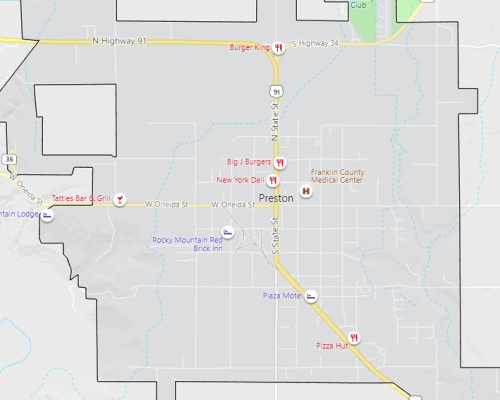 Club
N Highway 91
Burger King
S Highway 34
91
N State St
36
Big J Burgers
New York Deli
Franklin County
Medical Center
N Oneida St
Tatties Bar & Grill
W Oneida St
W Oneida St
Preston
ntain Lodge
Rocky Mountain Red
Brick Inn
S State St
Plaza Motel
Pizza Hut